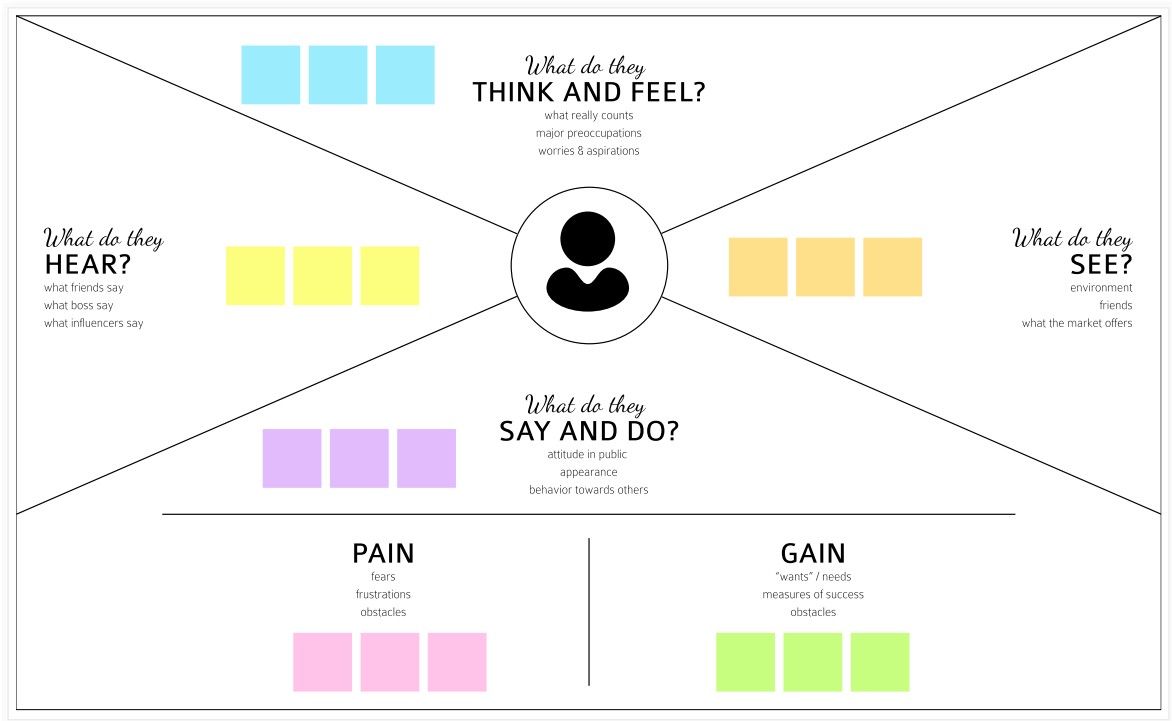 What do they
THINK AND FEEL?
what really counts
major preoccupations
worries & aspirations
What do they
HEAR?
what friends say
what boss say
what influencers say
What do they
SEE?
environment
friends
what the market offers
What do they
SAY AND DO?
attitude in public
appearance
behavior towards others
PAIN
fears
frustrations
obstacles
GAIN
"wants" / needs
measures of success
obstacles